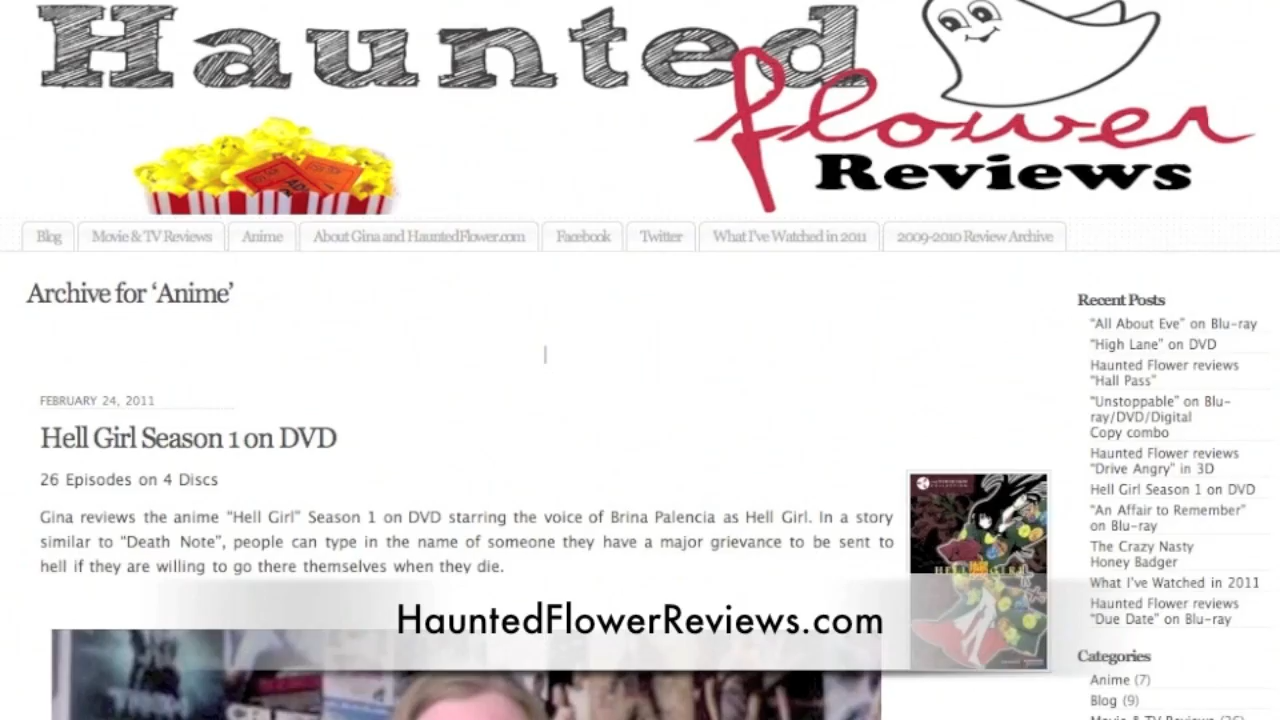 Haunted
flower
Reviews
Blog
Movie & TV Reviews
Anime
About Gina and HauntedFlower.com
Facebook
Twitter
What I've Watched in 2011
2009-2010 Review Archive
Archive for ‘Anime’
FEBRUARY 24, 2011
Hell Girl Season 1 on DVD
26 Episodes on 4 Discs
Gina reviews the anime “Hell Girl” Season 1 on DVD starring the voice of Brina Palencia as Hell Girl. In a story
similar to “Death Note”, people can type in the name of someone they have a major grievance to be sent to
hell if they are willing to go there themselves when they die.
HELL GIRL
HauntedFlowerReviews.com
Recent Posts
“All About Eve” on Blu-ray
“High Lane” on DVD
Haunted Flower reviews
“Hall Pass”
“Unstoppable” on Blu-
ray/DVD/Digital
Copy combo
Haunted Flower reviews
“Drive Angry” in 3D
Hell Girl Season 1 on DVD
“An Affair to Remember”
on Blu-ray
The Crazy Nasty
Honey Badger
What I've Watched in 2011
Haunted Flower reviews
“Due Date” on Blu-ray
Categories
Anime (7)
Blog (9)
Movie & TV Reviews (26)